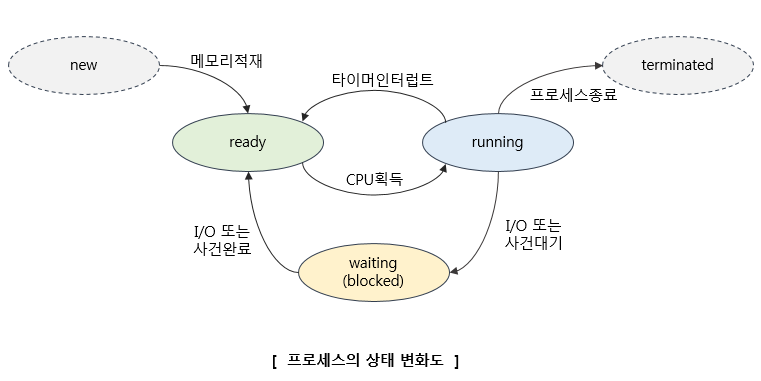 new
메모리적재
타이머인터럽트
terminated
프로세스종료
ready
running
CPU획득
I/O 또는
사건완료
I/O 또는
사건대기
waiting
(blocked)
[ 프로세스의 상태 변화도 ]